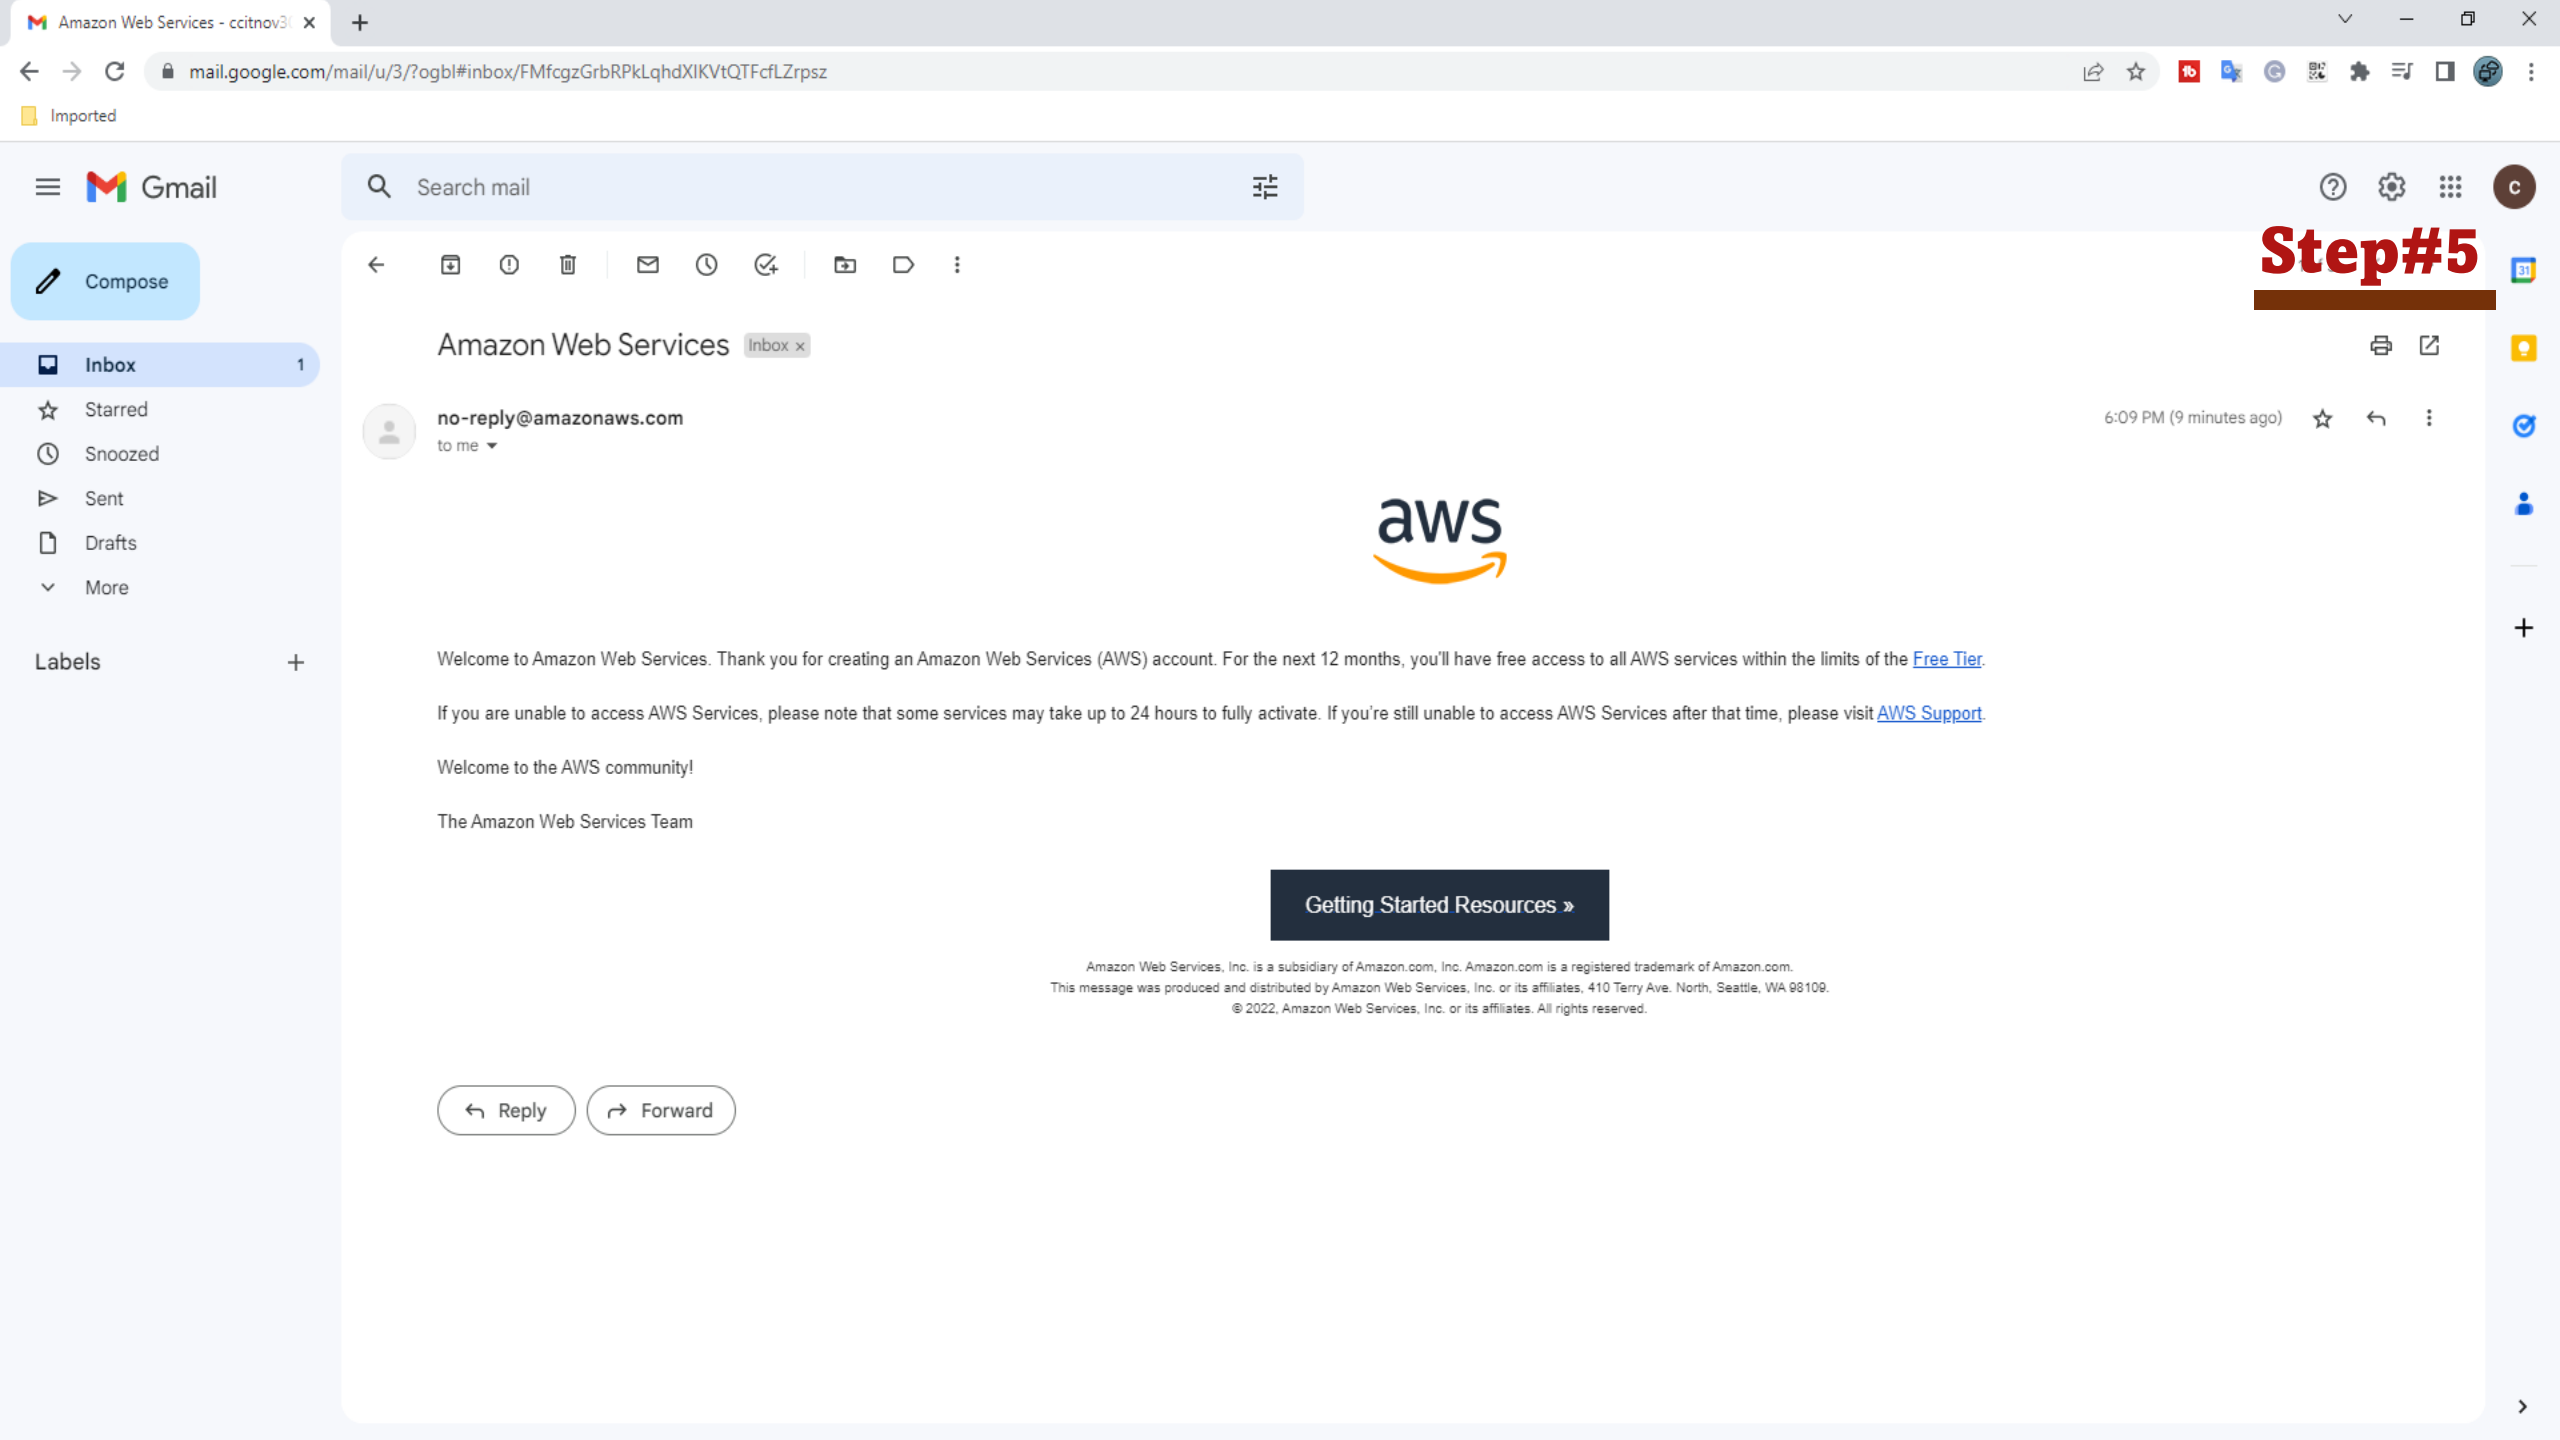 Amazon Web Services - ccitnov3
mail.google.com/mail/u/3/?ogbl#inbox/FMfcgzGrbRPkLqhdXlKVtQTFcfLZrpsz
Imported
Gmail
Search mail
C
Step#5
Compose
31
Amazon Web Services Inbox ×
Inbox 1
no-reply@amazonaws.com
6:09 PM (9 minutes ago)
to me
Starred
Snoozed
Sent
Drafts
More
Labels
aws
Welcome to Amazon Web Services. Thank you for creating an Amazon Web Services (AWS) account. For the next 12 months, you'll have free access to all AWS services within the limits of the Free Tier.
If you are unable to access AWS Services, please note that some services may take up to 24 hours to fully activate. If you're still unable to access AWS Services after that time, please visit AWS Support.
Welcome to the AWS community!
The Amazon Web Services Team
Getting Started Resources »
Amazon Web Services, Inc. is a subsidiary of Amazon.com, Inc. Amazon.com is a registered trademark of Amazon.com.
This message was produced and distributed by Amazon Web Services, Inc. or its affiliates, 410 Terry Ave. North, Seattle, WA 98109.
© 2022, Amazon Web Services, Inc. or its affiliates. All rights reserved.
Reply
Forward